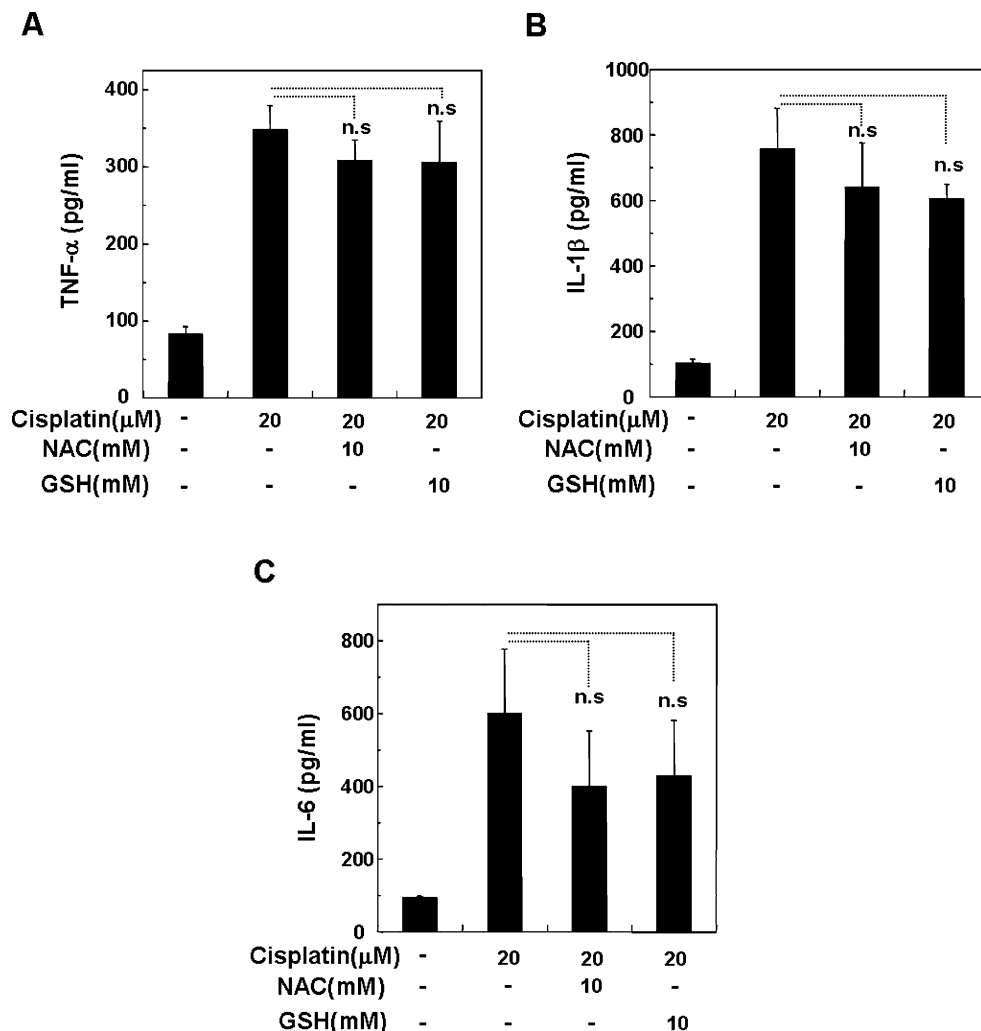 A
TNF-α (pg/ml)
400
300
200
100
0
n.s
n.s
Cisplatin(μM) - 20 20 20
NAC(mM) - - 10 -
GSH(mM) - - - 10
B
IL-1β (pg/ml)
1000
800
600
400
200
0
n.s
n.s
Cisplatin(μM) - 20 20 20
NAC(mM) - - 10 -
GSH(mM) - - - 10
C
IL-6 (pg/ml)
800
600
400
200
0
n.s
n.s
Cisplatin(μM) - 20 20 20
NAC(mM) - - 10 -
GSH(mM) - - - 10